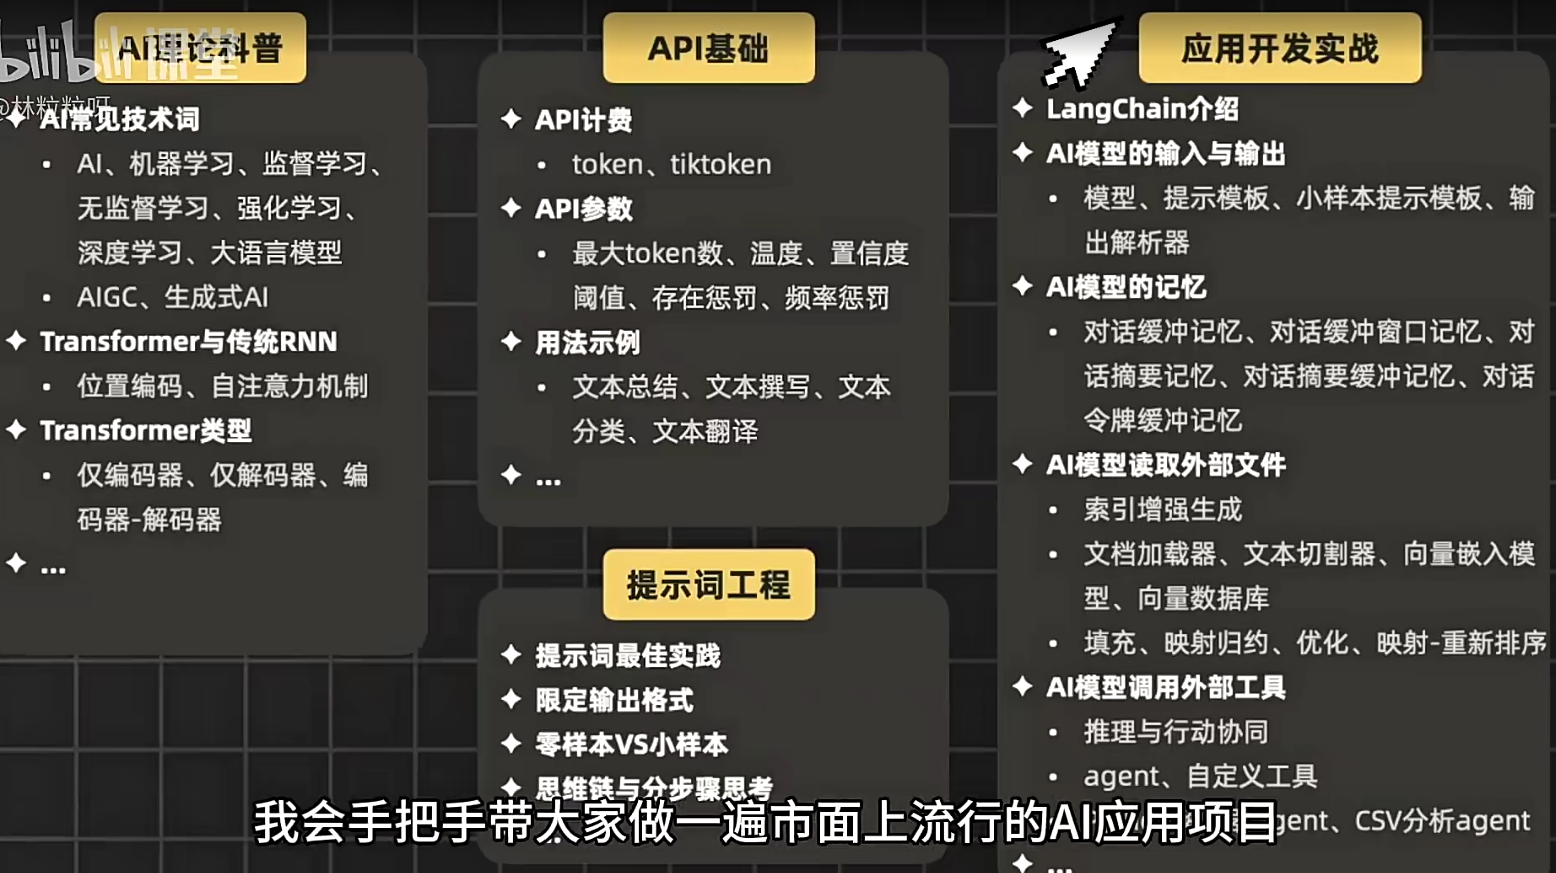 bilibili课堂
@林粒粒呀
AI理论科普
AI常见技术词
AI、机器学习、监督学习、
无监督学习、强化学习、
深度学习、大语言模型
AIGC、生成式AI
Transformer与传统RNN
位置编码、自注意力机制
Transformer类型
仅编码器、仅解码器、编
码器-解码器
...
API基础
API计费
token、tiktoken
API参数
最大token数、温度、置信度
阈值、存在惩罚、频率惩罚
用法示例
文本总结、文本撰写、文本
分类、文本翻译
...
提示词工程
提示词最佳实践
限定输出格式
零样本VS小样本
思维链与分步骤思考
应用开发实战
LangChain介绍
AI模型的输入与输出
模型、提示模板、小样本提示模板、输
出解析器
AI模型的记忆
对话缓冲记忆、对话缓冲窗口记忆、对
话摘要记忆、对话摘要缓冲记忆、对话
令牌缓冲记忆
AI模型读取外部文件
索引增强生成
文档加载器、文本切割器、向量嵌入模
型、向量数据库
填充、映射归约、优化、映射-重新排序
AI模型调用外部工具
推理与行动协同
agent、自定义工具
gent、CSV分析agent
...
我会手把手带大家做一遍市面上流行的AI应用项目